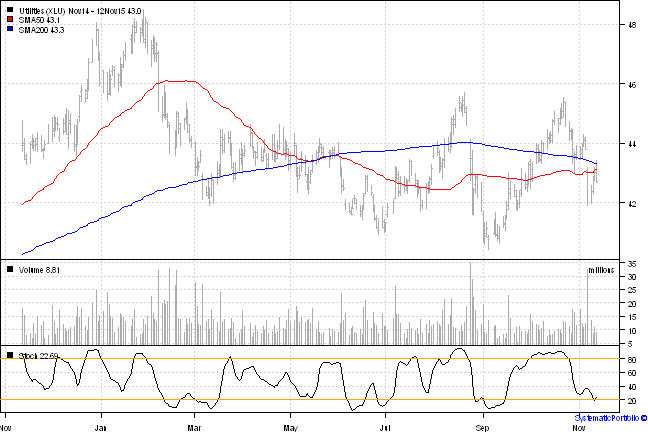 Utilities (XLU) Nov14 - 12Nov15 43.0
SMA50 43.1
SMA200 43.3
48
46
44
42
Volume 8.81
millions
35
30
25
20
15
10
5
Stoch 22.69
80
60
40
20
Nov Jan Mar May Jul Sep Nov
SystematicPortfolio ©